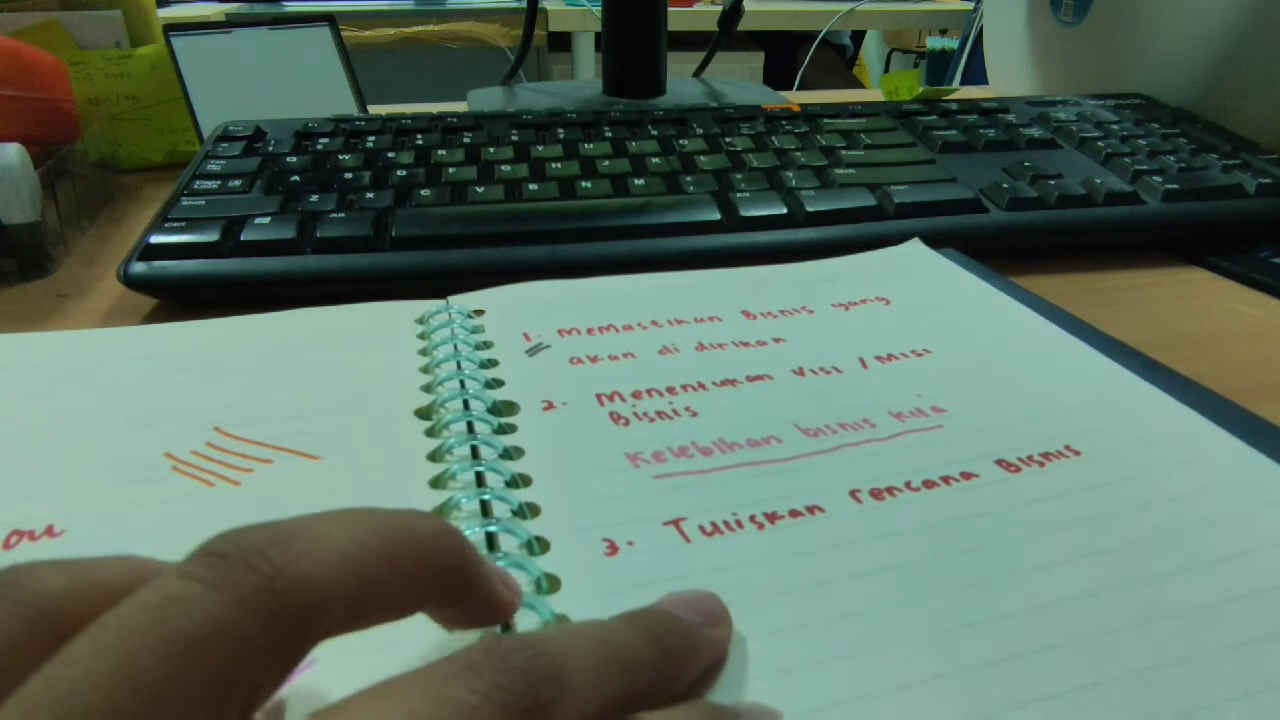 ou
1. Memastikan Bisnis yang
akan di dirikan
2. Menentukan Visi / Misi
Bisnis
Kelebihan bisnis kita
3. Tuliskan rencana Bisnis